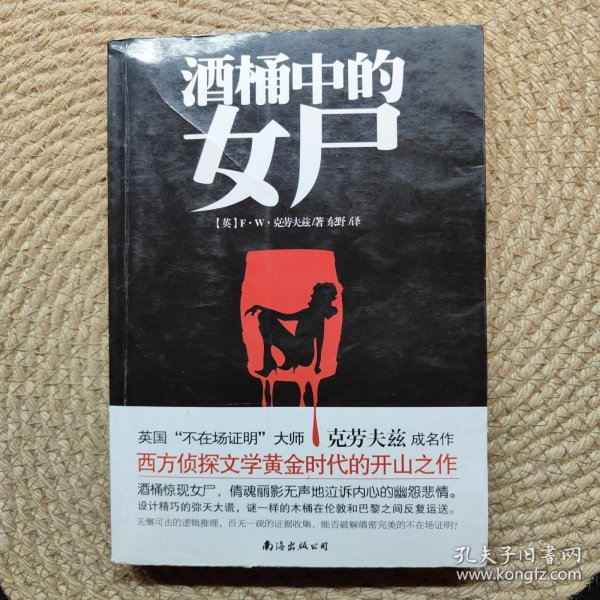 酒桶中的
女尸
【英】F·W·克劳夫兹/著 东野/译
英国“不在场证明”大师 克劳夫兹 成名作
西方侦探文学黄金时代的开山之作
酒桶惊现女尸，倩魂丽影无声地泣诉内心的幽怨悲情。
设计精巧的弥天大谎，谜一样的木桶在伦敦和巴黎之间反复运送。
无懈可击的逻辑推理，百无一疏的证据收集，能否破解缜密完美的不在场证明？
南海出版公司
孔夫子旧书网
www.kongfz.com